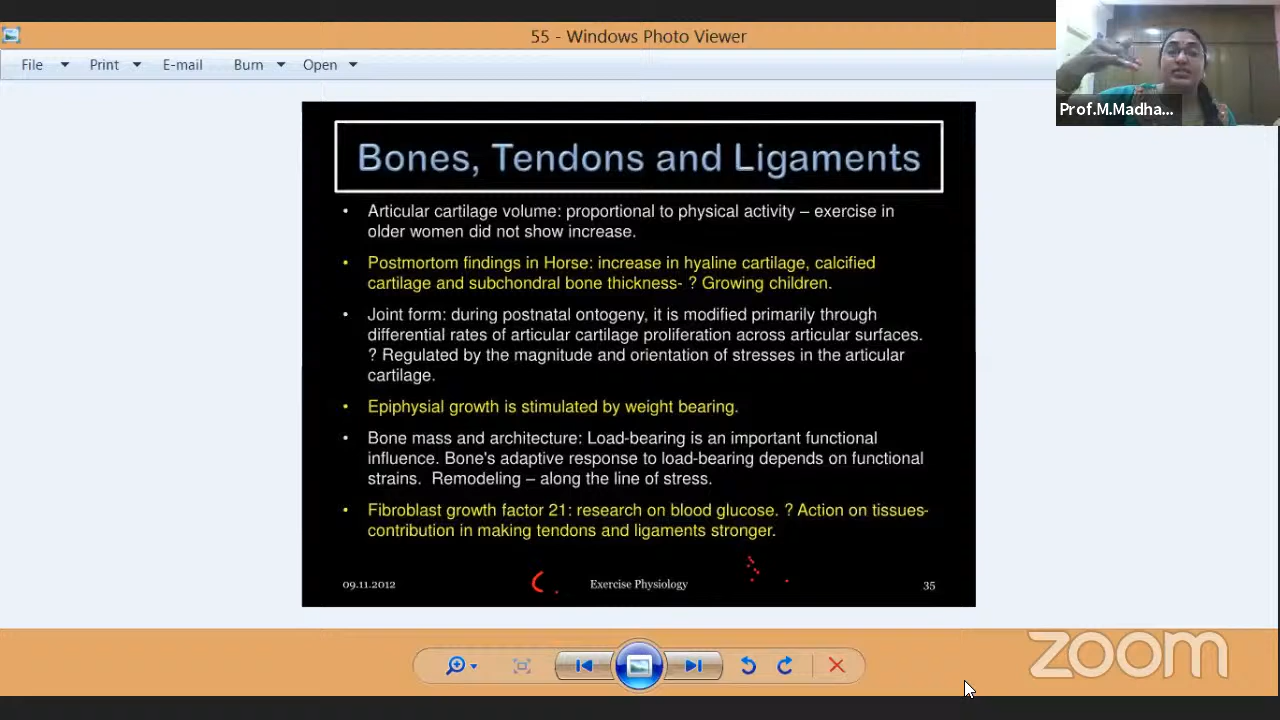 55 - Windows Photo Viewer
File Print E-mail Burn Open
Prof.M.Madha...
Bones, Tendons and Ligaments
• Articular cartilage volume: proportional to physical activity – exercise in
older women did not show increase.
• Postmortom findings in Horse: increase in hyaline cartilage, calcified
cartilage and subchondral bone thickness- ? Growing children.
• Joint form: during postnatal ontogeny, it is modified primarily through
differential rates of articular cartilage proliferation across articular surfaces.
? Regulated by the magnitude and orientation of stresses in the articular
cartilage.
• Epiphysial growth is stimulated by weight bearing.
• Bone mass and architecture: Load-bearing is an important functional
influence. Bone's adaptive response to load-bearing depends on functional
strains. Remodeling – along the line of stress.
• Fibroblast growth factor 21: research on blood glucose. ? Action on tissues-
contribution in making tendons and ligaments stronger.
09.11.2012 Exercise Physiology 35
zoom